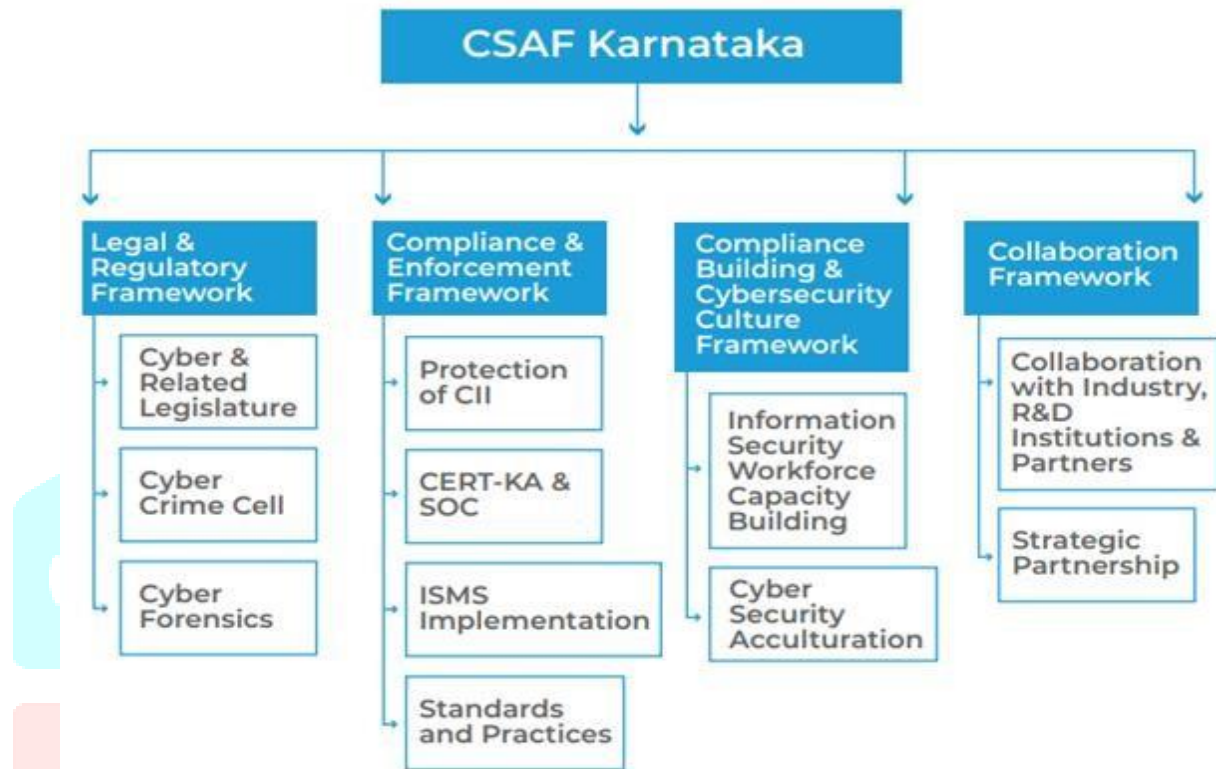 CSAF Karnataka
Legal &
Regulatory
Framework
Cyber &
Related
Legislature
Cyber
Crime Cell
Cyber
Forensics
Compliance &
Enforcement
Framework
Protection
of CII
CERT-KA &
SOC
ISMS
Implementation
Standards
and Practices
Compliance
Building &
Cybersecurity
Culture
Framework
Information
Security
Workforce
Capacity
Building
Cyber
Security
Acculturation
Collaboration
Framework
Collaboration
with Industry,
R&D
Institutions &
Partners
Strategic
Partnership